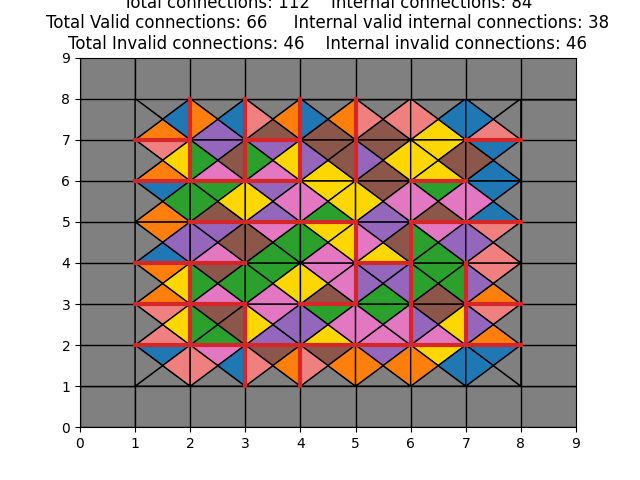 Total connections: 112 Internal connections: 84
Total Valid connections: 66 Internal valid internal connections: 38
Total Invalid connections: 46 Internal invalid connections: 46
9
8
7
6
5
4
3
2
1
0
0 1 2 3 4 5 6 7 8 9